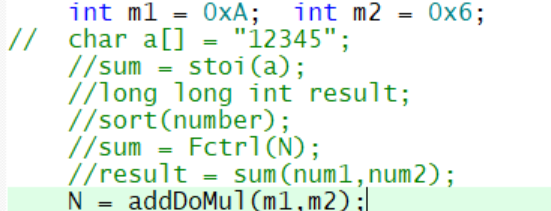 int m1 = 0xA;  int m2 = 0x6;
//  char a[] = "12345";
//sum = stoi(a);
//long long int result;
//sort(number);
//sum = Fctrl(N);
//result = sum(num1,num2);
N = addDoMul(m1,m2);